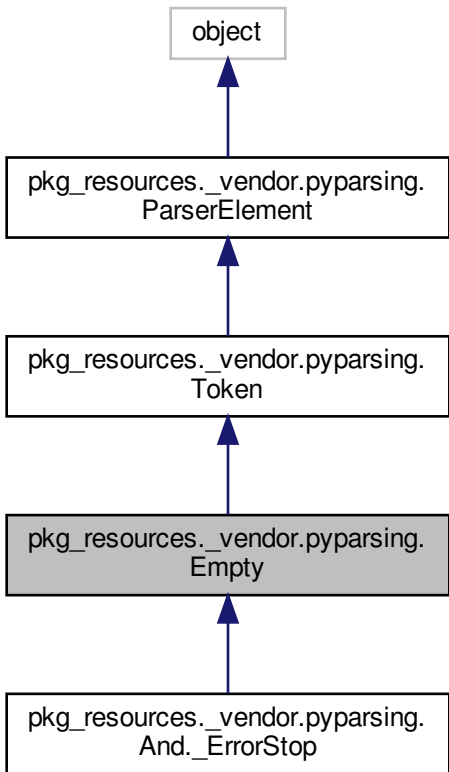 object
pkg_resources._vendor.pyparsing.
ParserElement
pkg_resources._vendor.pyparsing.
Token
pkg_resources._vendor.pyparsing.
Empty
pkg_resources._vendor.pyparsing.
And._ErrorStop